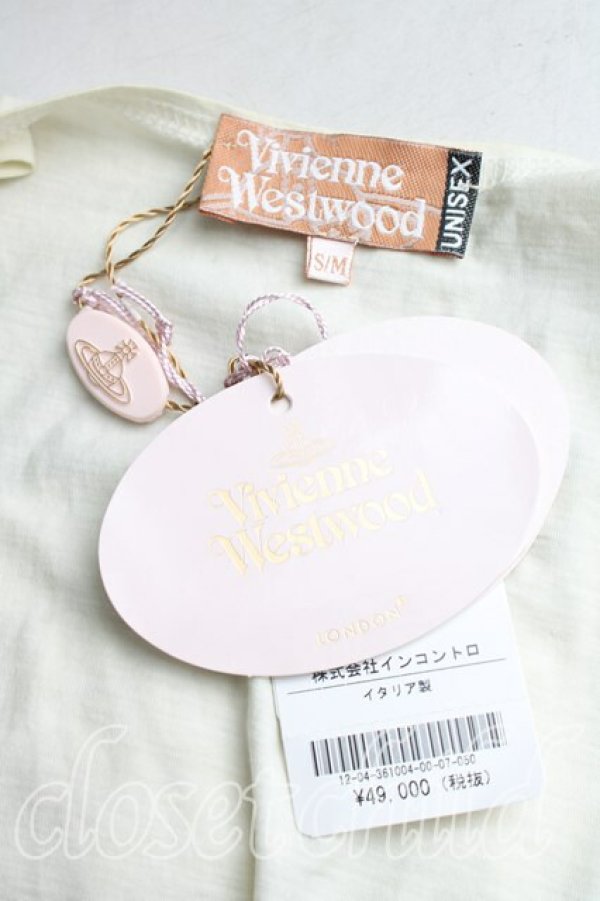 Vivienne
Westwood
UNISEX
S/M
Vivienne
Westwood
LONDON
株式会社インコントロ
イタリア製
12-04-361004-00-07-050
¥49,000 (税抜)
closetchild